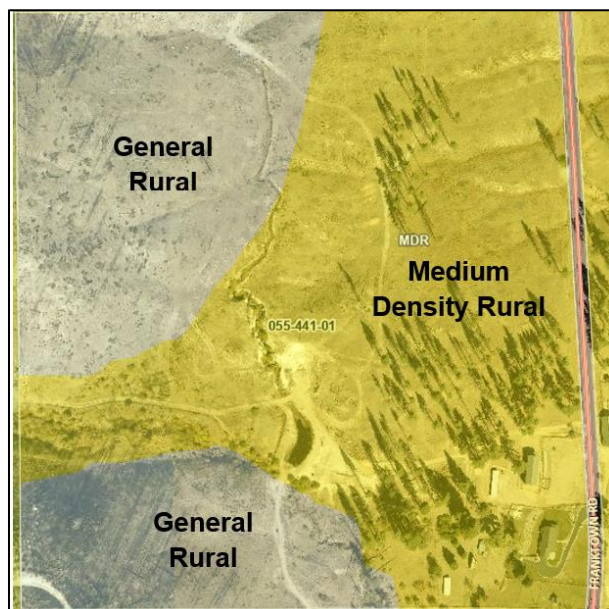 General
Rural
MDR
Medium
Density Rural
055-441-01
General
Rural
FRANKTOWN RD